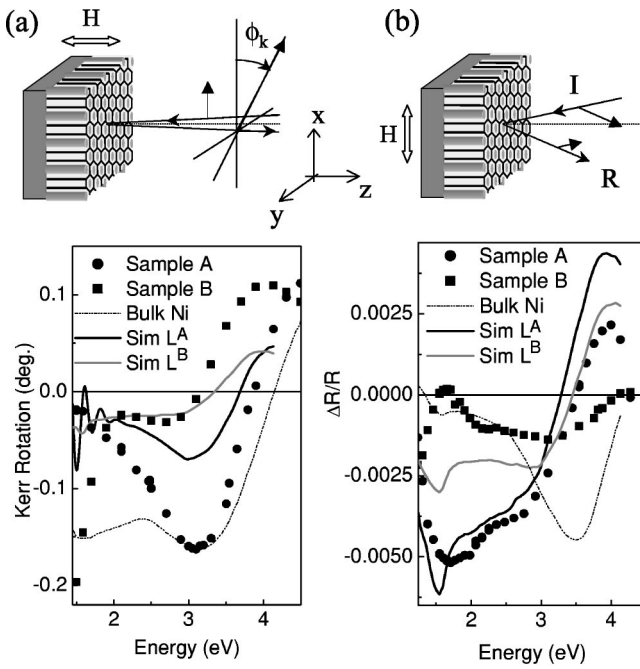 (a)
H
ϕk
x
y
z
(b)
H
I
R
Sample A
Sample B
Bulk Ni
Sim L^A
Sim L^B
Kerr Rotation (deg.)
0.1
0.0
-0.1
-0.2
2
3
4
Energy (eV)
Sample A
Sample B
Bulk Ni
Sim L^A
Sim L^B
ΔR/R
0.0025
0.0000
-0.0025
-0.0050
2
3
4
Energy (eV)